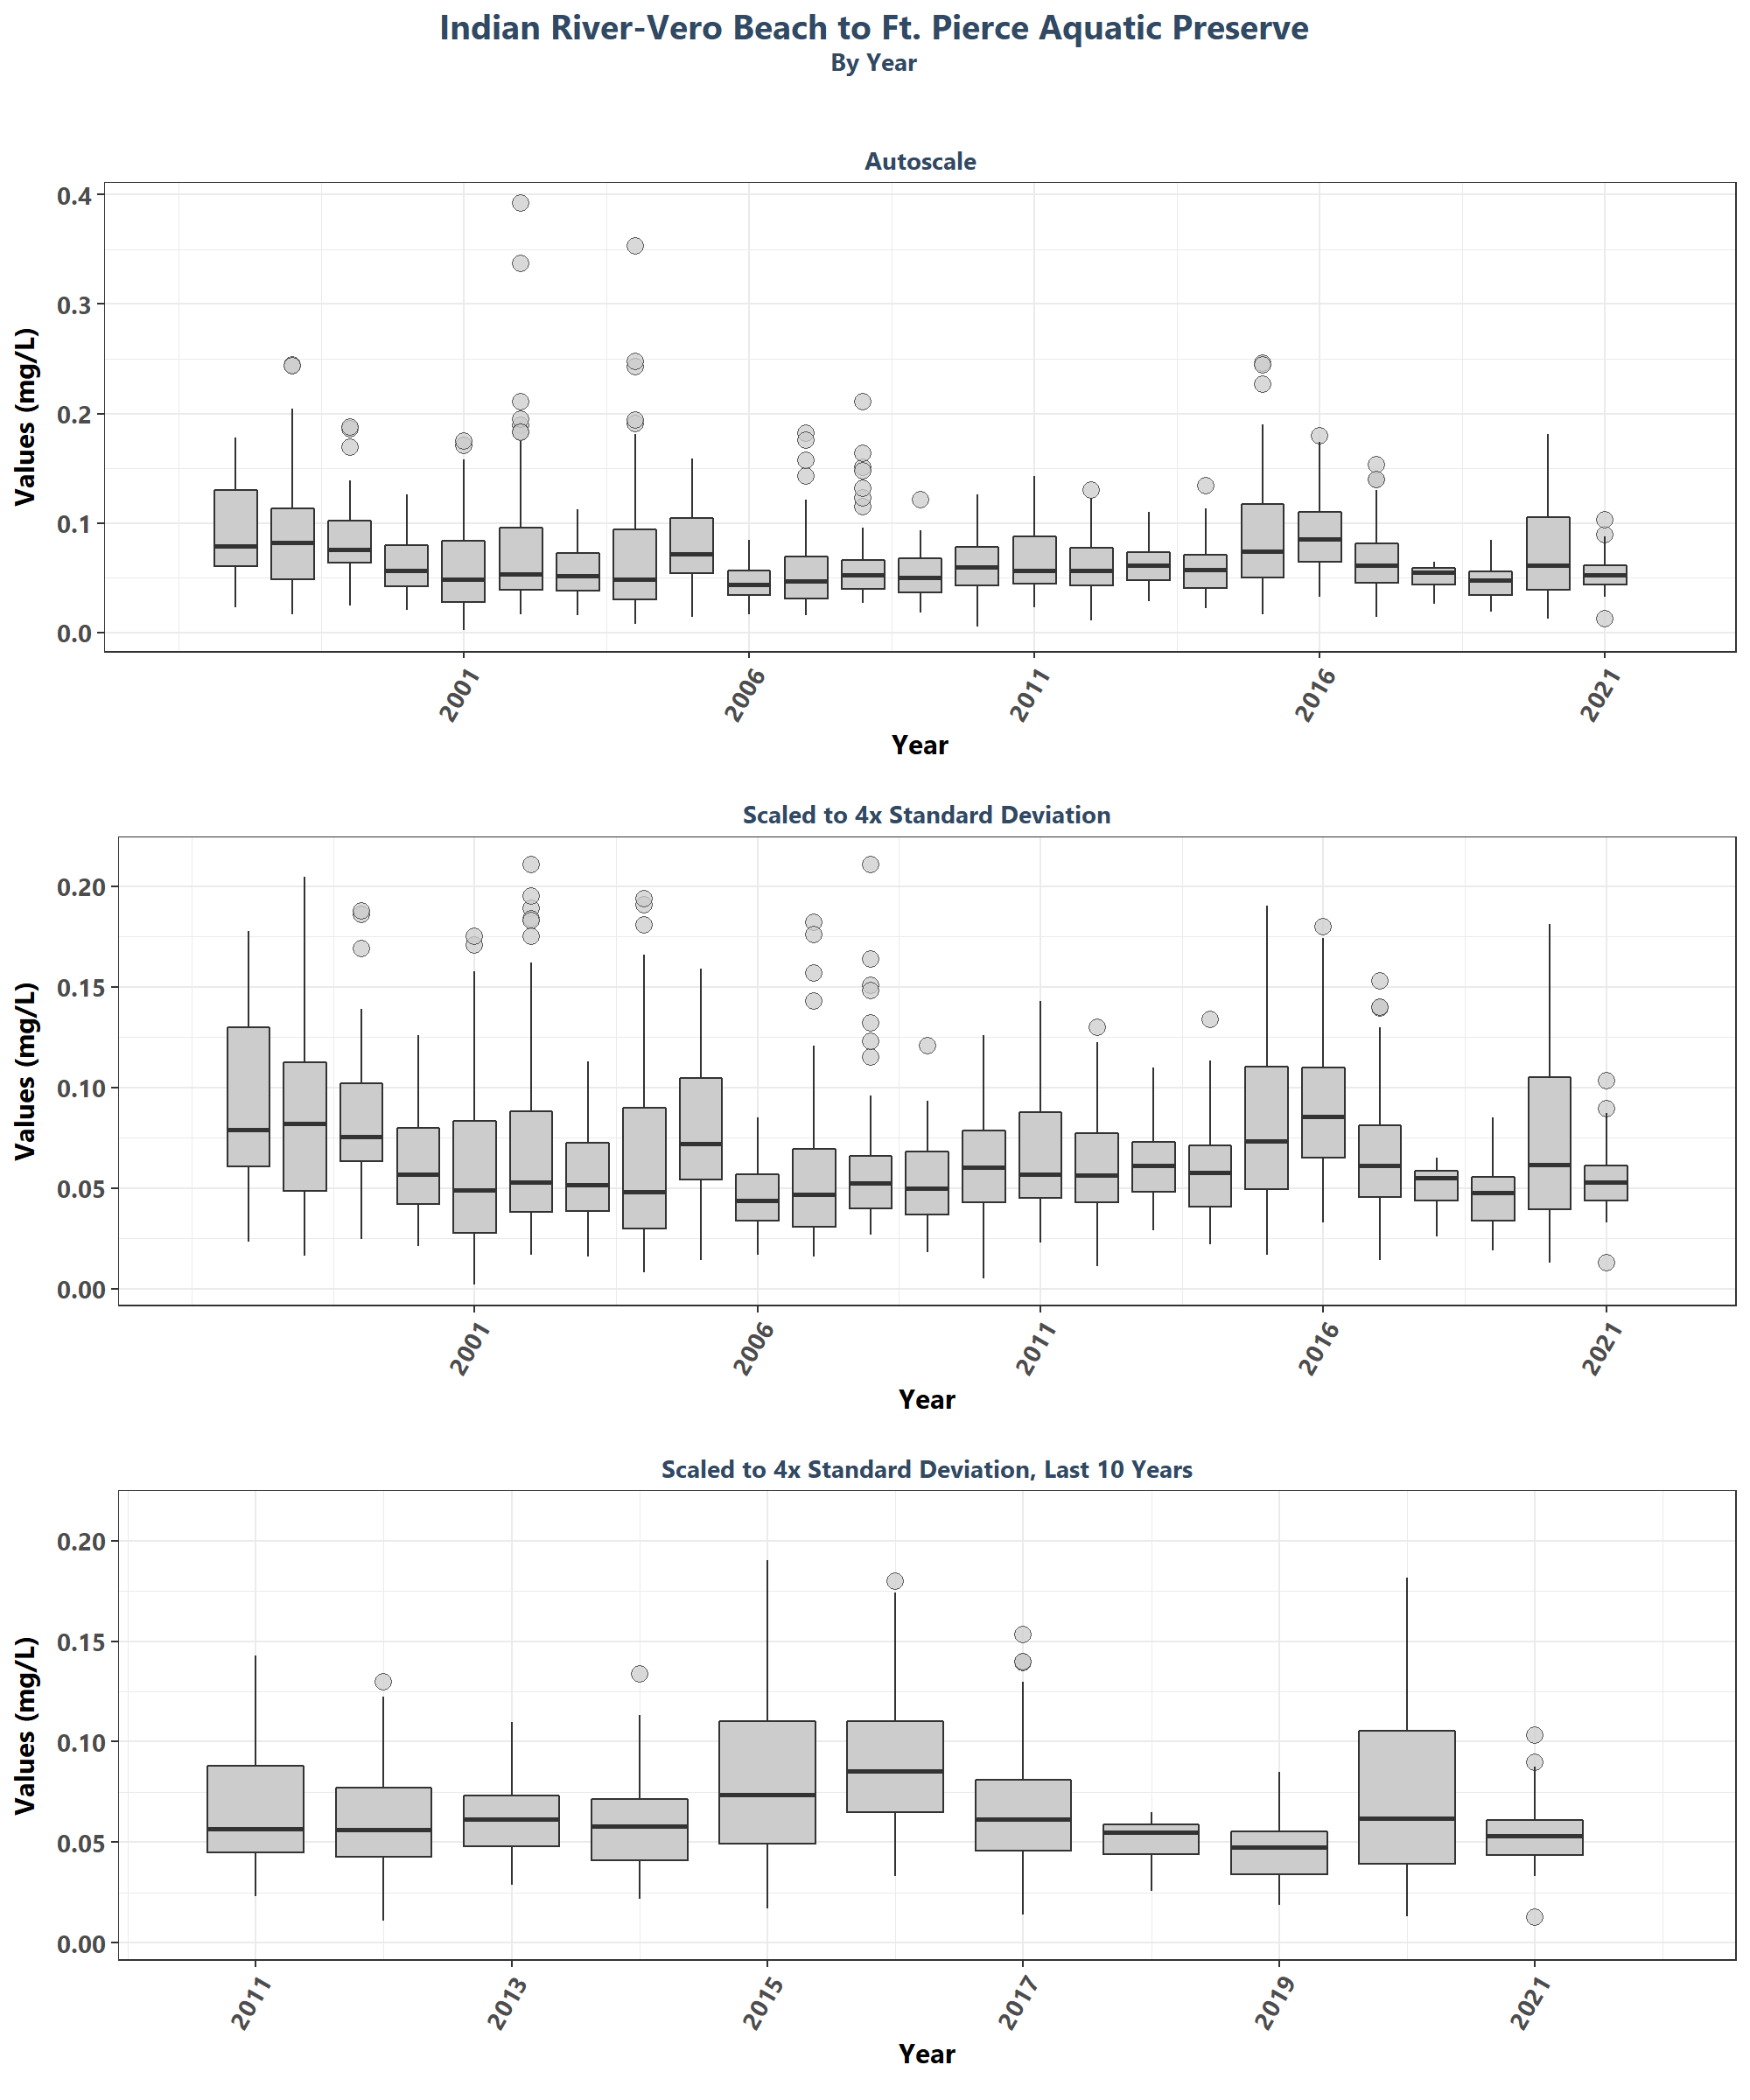 Indian River-Vero Beach to Ft. Pierce Aquatic Preserve
By Year
Autoscale
Values (mg/L)
0.4
0.3
0.2
0.1
0.0
2001 2006 2011 2016 2021
Year
Scaled to 4x Standard Deviation
Values (mg/L)
0.20
0.15
0.10
0.05
0.00
2001 2006 2011 2016 2021
Year
Scaled to 4x Standard Deviation, Last 10 Years
Values (mg/L)
0.20
0.15
0.10
0.05
0.00
2011 2013 2015 2017 2019 2021
Year